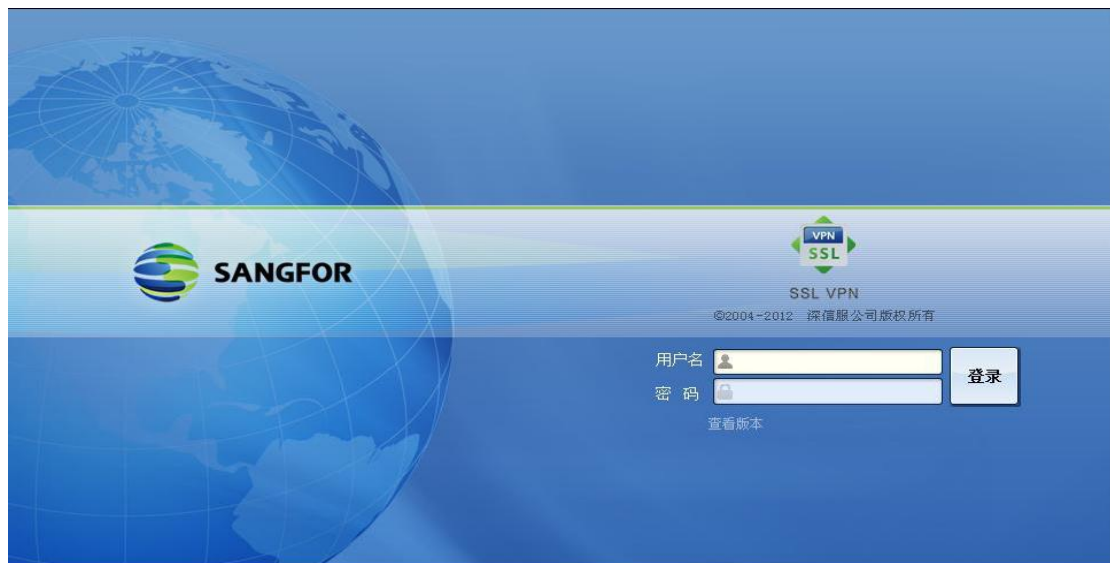 SANGFOR
VPN
SSL
SSL VPN
©2004-2012 深信服公司版权所有
用户名
登录
密 码
查看版本